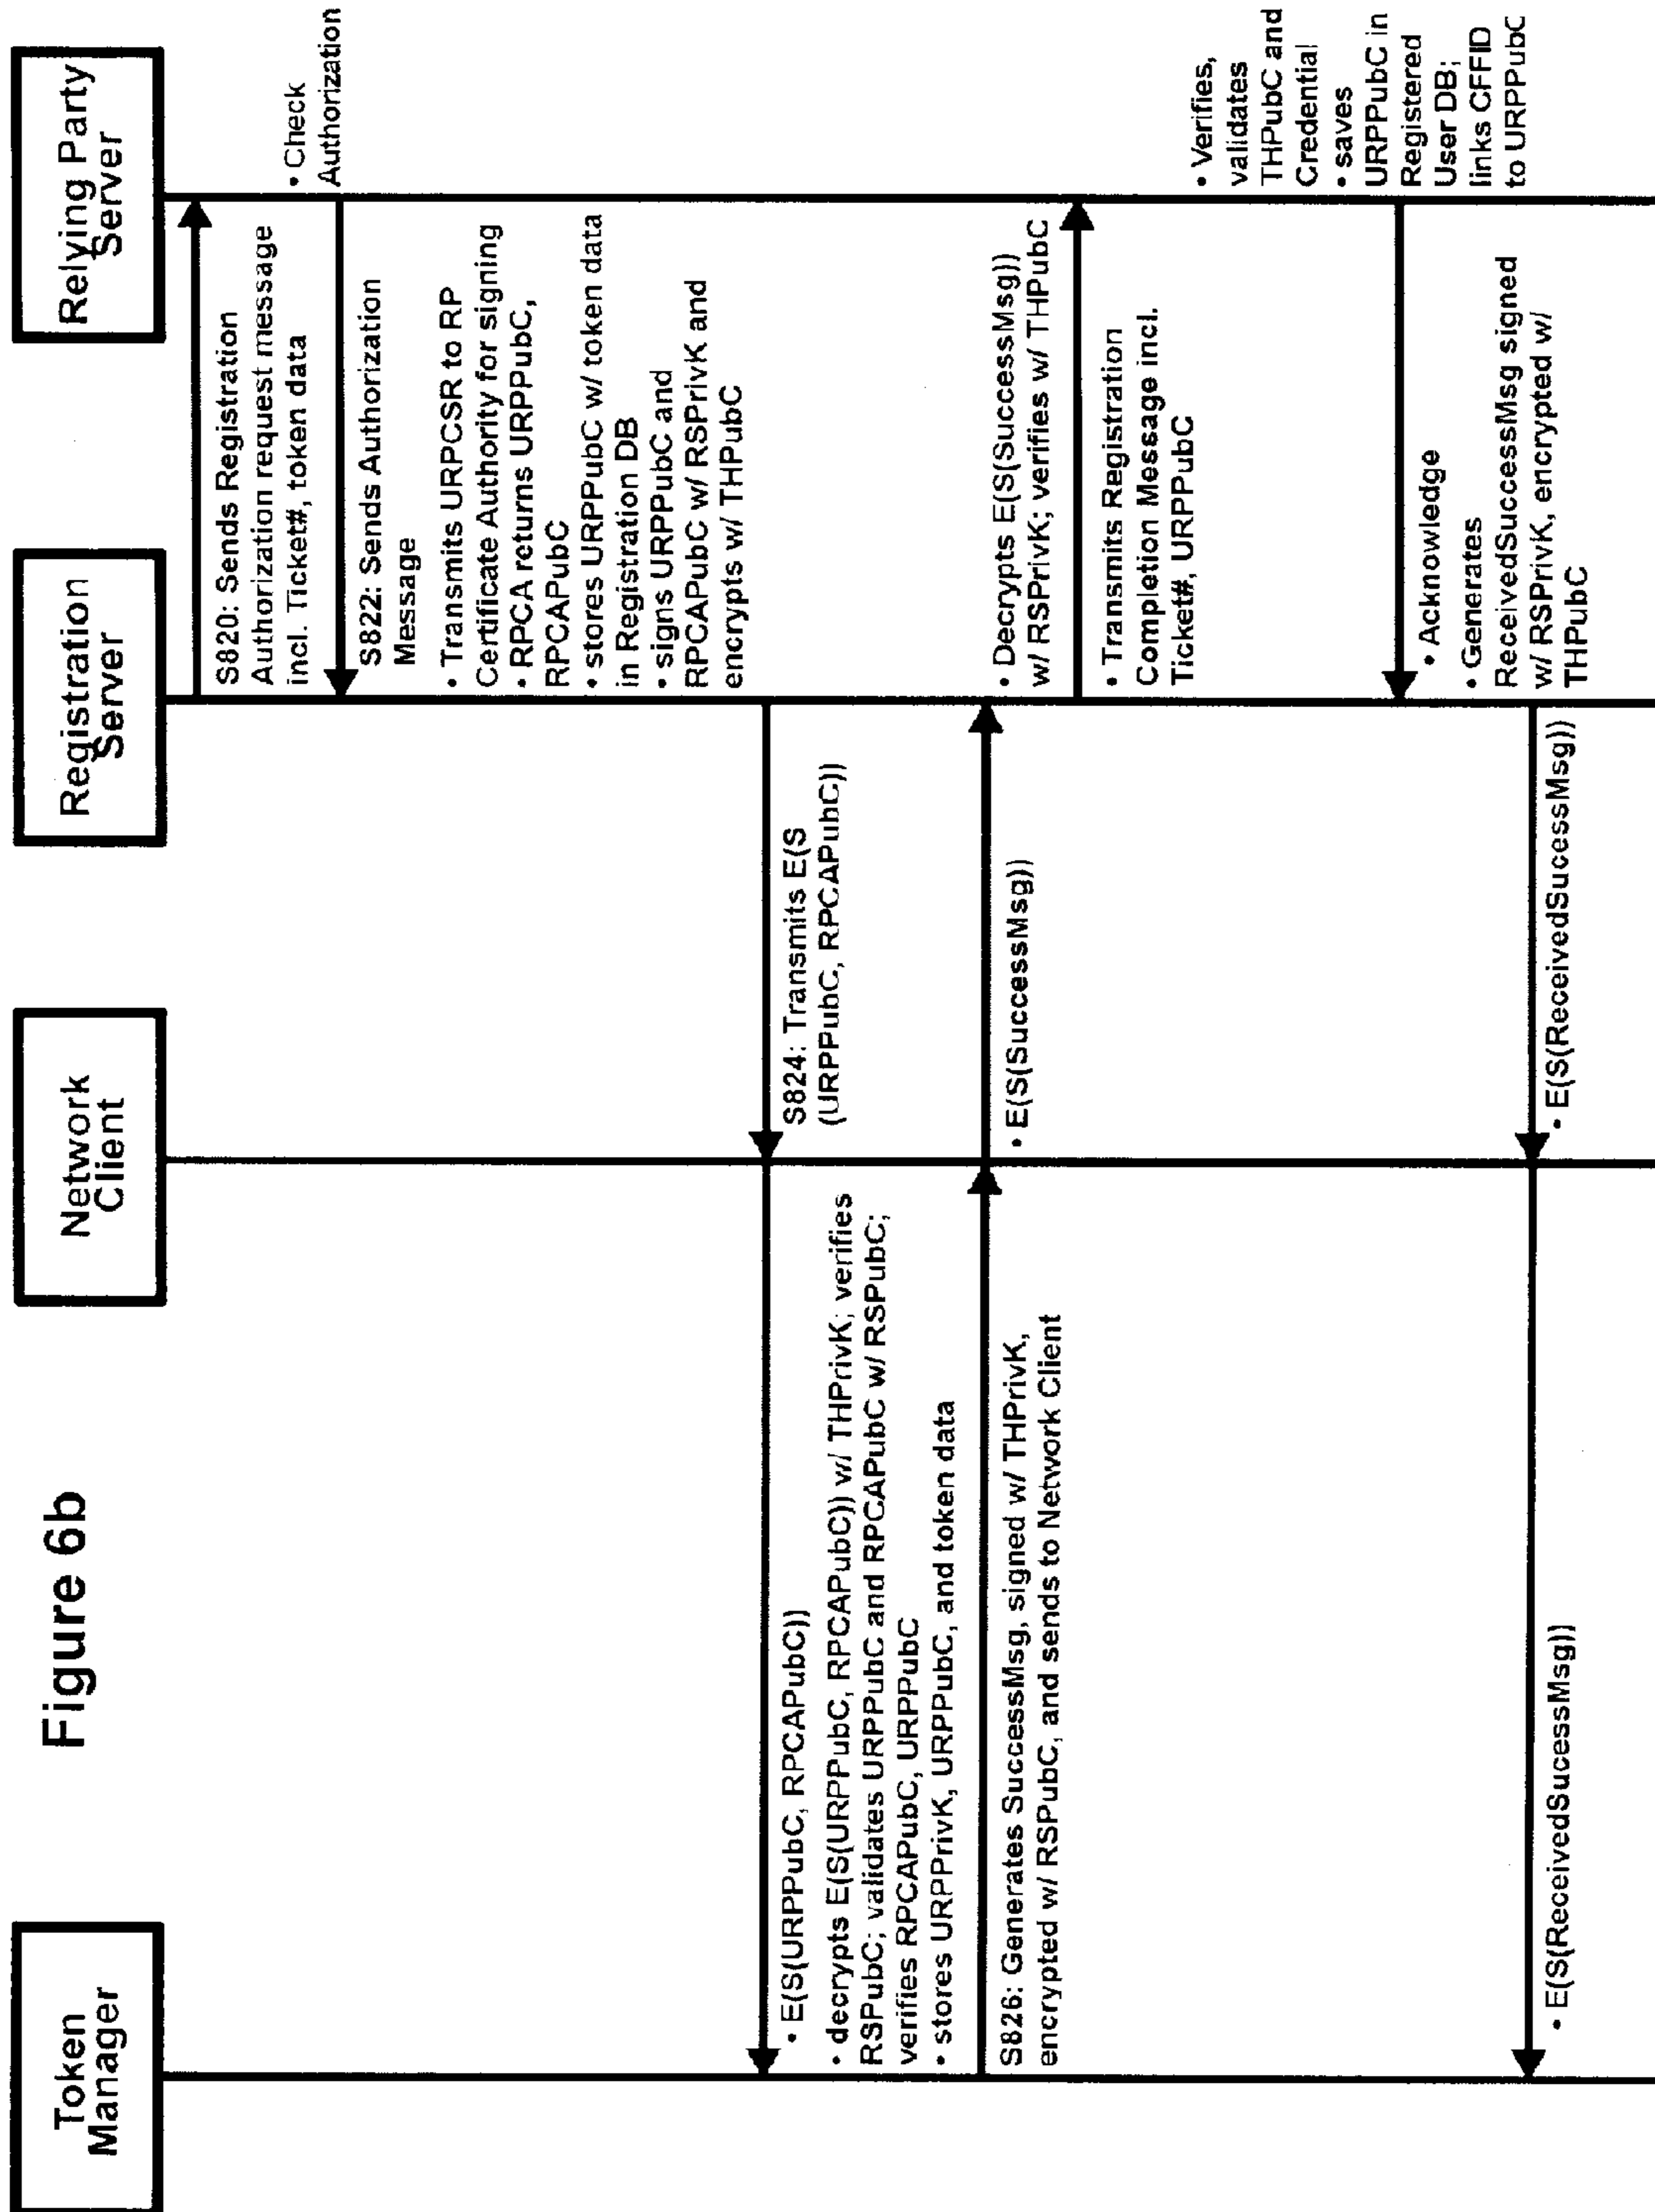 Figure 6b
Token
Manager
Network
Client
Registration
Server
Relying Party
Server
S820: Sends Registration
Authorization request message
incl. Ticket#, token data
• Check
Authorization
S822: Sends Authorization
Message
• Transmits URPCSR to RP
Certificate Authority for signing
• RPCA returns URPPubC,
RPCAPubC
• stores URPPubC w/ token data
in Registration DB
• signs URPPubC and
RPCAPubC w/ RSPrivK and
encrypts w/ THPubC
S824: Transmits E(S
(URPPubC, RPCAPubC))
• E(S(URPPubC, RPCAPubC))
• decrypts E(S(URPPubC, RPCAPubC)) w/ THPrivK; verifies
RSPubC; validates URPPubC and RPCAPubC w/ RSPubC;
verifies RPCAPubC, URPPubC
• stores URPPrivK, URPPubC, and token data
S826: Generates SuccessMsg, signed w/ THPrivK,
encrypted w/ RSPubC, and sends to Network Client
• E(S(SuccessMsg))
• Decrypts E(S(SuccessMsg))
w/ RSPrivK; verifies w/ THPubC
• Transmits Registration
Completion Message incl.
Ticket#, URPPubC
• Verifies,
validates
THPubC and
Credential
• saves
URPPubC in
Registered
User DB;
links CFFID
to URPPubC
• Acknowledge
• Generates
ReceivedSuccessMsg signed
w/ RSPrivK, encrypted w/
THPubC
• E(S(ReceivedSucessMsg))
• E(S(ReceivedSucessMsg))